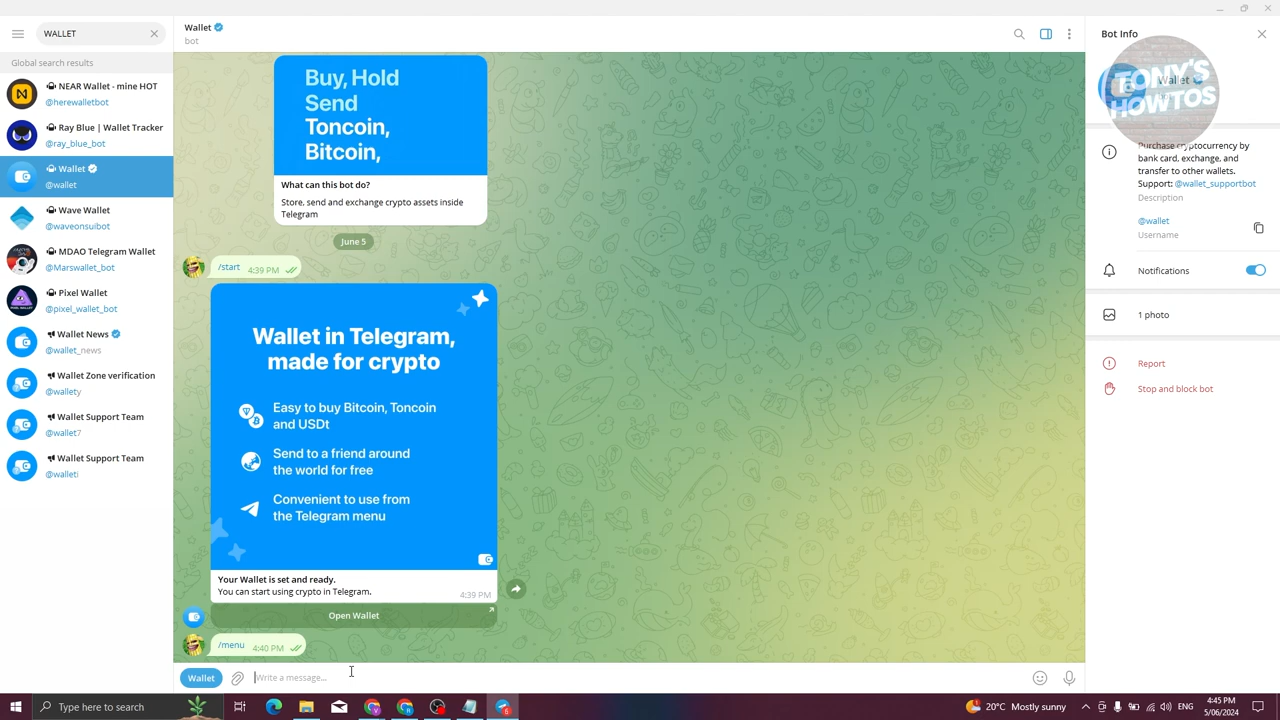 WALLET
Global search results
NEAR Wallet - mine HOT
@herewalletbot
Ray Blue | Wallet Tracker
@ray_blue_bot
Wallet
@wallet
Wave Wallet
@waveonsuibot
MDAO Telegram Wallet
@Marswallet_bot
Pixel Wallet
@pixel_wallet_bot
Wallet News
@wallet_news
Wallet Zone verification
@wallety
Wallet Support Team
@wallet7
Wallet Support Team
@walleti
Wallet
bot
Buy, Hold
Send
Toncoin,
Bitcoin,
What can this bot do?
Store, send and exchange crypto assets inside
Telegram
June 5
/start 4:39 PM
Wallet in Telegram,
made for crypto
Easy to buy Bitcoin, Toncoin
and USDt
Send to a friend around
the world for free
Convenient to use from
the Telegram menu
Your Wallet is set and ready.
You can start using crypto in Telegram.
4:39 PM
Open Wallet
/menu 4:40 PM
Wallet
Write a message...
Bot Info
Wallet
TONY'S
HOWTOS
Purchase cryptocurrency by
bank card, exchange, and
transfer to other wallets.
Support: @wallet_supportbot
Description
@wallet
Username
Notifications
1 photo
Report
Stop and block bot
Type here to search
20°C Mostly sunny
ENG
4:45 PM
5/06/2024